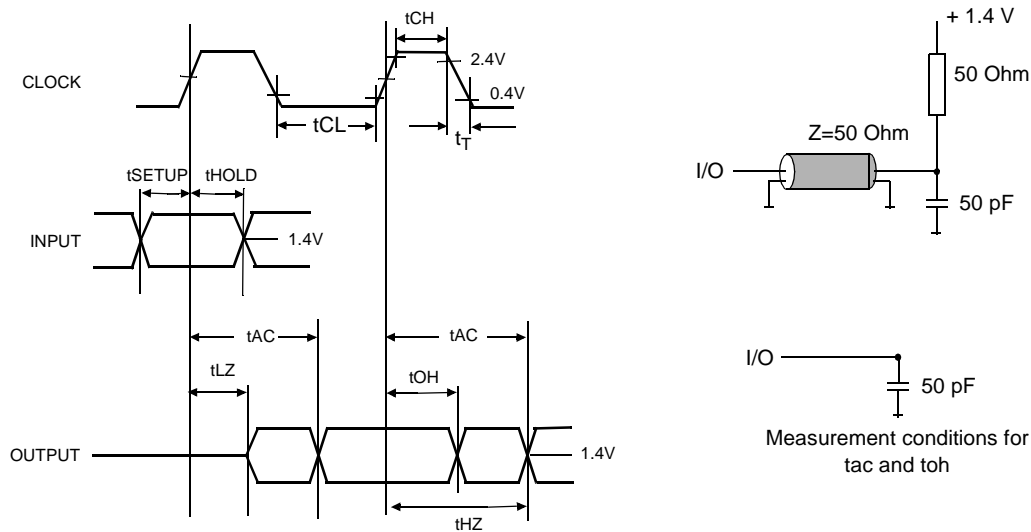 tCH
CLOCK
2.4V
0.4V
tCL
tT
tSETUP
tHOLD
INPUT
1.4V
tAC
tAC
tLZ
tOH
OUTPUT
1.4V
tHZ
+ 1.4 V
50 Ohm
Z=50 Ohm
I/O
50 pF
I/O
50 pF
Measurement conditions for
tac and toh